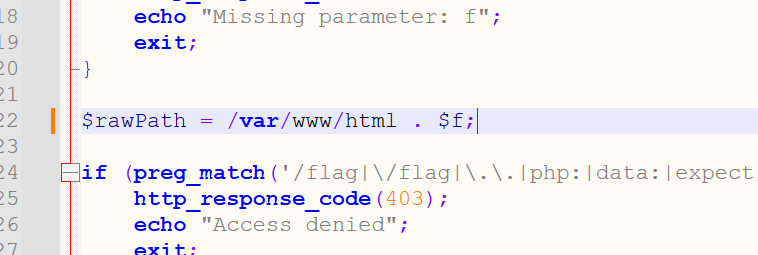 18 echo "Missing parameter: f";
19 exit;
20 }
21
22 $rawPath = /var/www/html . $f;
23
24 if (preg_match('/flag|\/flag|\.\.|php:|data:|expect
25 http_response_code(403);
26 echo "Access denied";
27 exit;